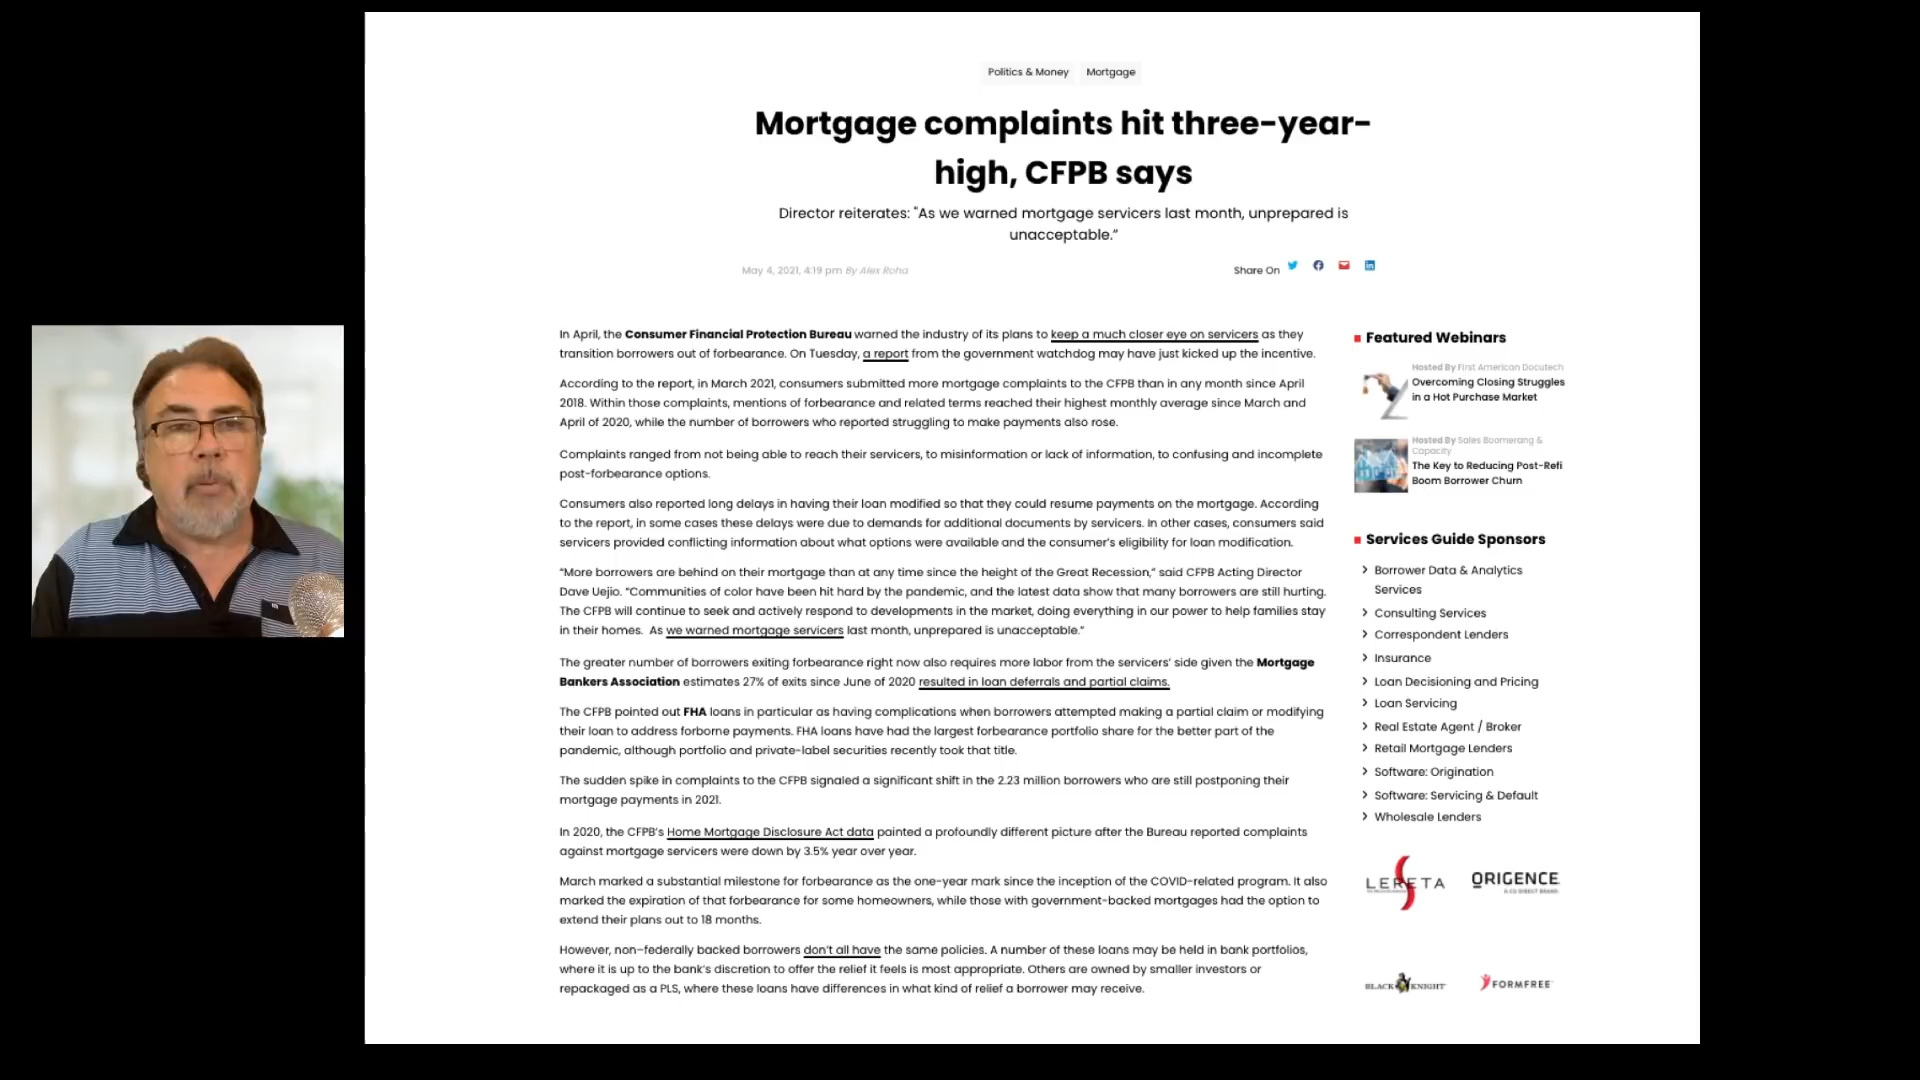 Politics & Money Mortgage
Mortgage complaints hit three-year-
high, CFPB says
Director reiterates: "As we warned mortgage servicers last month, unprepared is
unacceptable.”
May 4, 2021, 4:19 pm By Alex Roha
Share On
In April, the Consumer Financial Protection Bureau warned the industry of its plans to keep a much closer eye on servicers as they
transition borrowers out of forbearance. On Tuesday, a report from the government watchdog may have just kicked up the incentive.
According to the report, in March 2021, consumers submitted more mortgage complaints to the CFPB than in any month since April
2018. Within those complaints, mentions of forbearance and related terms reached their highest monthly average since March and
April of 2020, while the number of borrowers who reported struggling to make payments also rose.
Complaints ranged from not being able to reach their servicers, to misinformation or lack of information, to confusing and incomplete
post-forbearance options.
Consumers also reported long delays in having their loan modified so that they could resume payments on the mortgage. According
to the report, in some cases these delays were due to demands for additional documents by servicers. In other cases, consumers said
servicers provided conflicting information about what options were available and the consumer’s eligibility for loan modification.
“More borrowers are behind on their mortgage than at any time since the height of the Great Recession,” said CFPB Acting Director
Dave Uejio. “Communities of color have been hit hard by the pandemic, and the latest data show that many borrowers are still hurting.
The CFPB will continue to seek and actively respond to developments in the market, doing everything in our power to help families stay
in their homes. As we warned mortgage servicers last month, unprepared is unacceptable.”
The greater number of borrowers exiting forbearance right now also requires more labor from the servicers’ side given the Mortgage
Bankers Association estimates 27% of exits since June of 2020 resulted in loan deferrals and partial claims.
The CFPB pointed out FHA loans in particular as having complications when borrowers attempted making a partial claim or modifying
their loan to address forborne payments. FHA loans have had the largest forbearance portfolio share for the better part of the
pandemic, although portfolio and private-label securities recently took that title.
The sudden spike in complaints to the CFPB signaled a significant shift in the 2.23 million borrowers who are still postponing their
mortgage payments in 2021.
In 2020, the CFPB’s Home Mortgage Disclosure Act data painted a profoundly different picture after the Bureau reported complaints
against mortgage servicers were down by 3.5% year over year.
March marked a substantial milestone for forbearance as the one-year mark since the inception of the COVID-related program. It also
marked the expiration of that forbearance for some homeowners, while those with government-backed mortgages had the option to
extend their plans out to 18 months.
However, non-federally backed borrowers don’t all have the same policies. A number of these loans may be held in bank portfolios,
where it is up to the bank’s discretion to offer the relief it feels is most appropriate. Others are owned by smaller investors or
repackaged as a PLS, where these loans have differences in what kind of relief a borrower may receive.
Featured Webinars
Hosted By First American Docutech
Overcoming Closing Struggles
in a Hot Purchase Market
Hosted By Sales Boomerang &
Capacity
The Key to Reducing Post-Refi
Boom Borrower Churn
Services Guide Sponsors
Borrower Data & Analytics
Services
Consulting Services
Correspondent Lenders
Insurance
Loan Decisioning and Pricing
Loan Servicing
Real Estate Agent / Broker
Retail Mortgage Lenders
Software: Origination
Software: Servicing & Default
Wholesale Lenders
LERETA
ORIGENCE
BLACK KNIGHT
FORMFREE